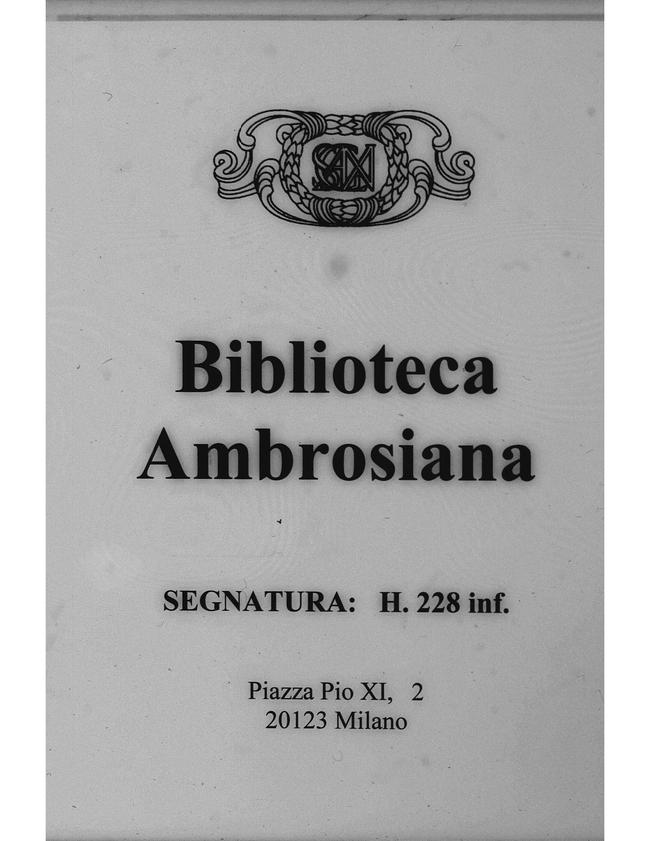 Biblioteca
Ambrosiana
SEGNATURA: H. 228 inf.
Piazza Pio XI, 2
20123 Milano